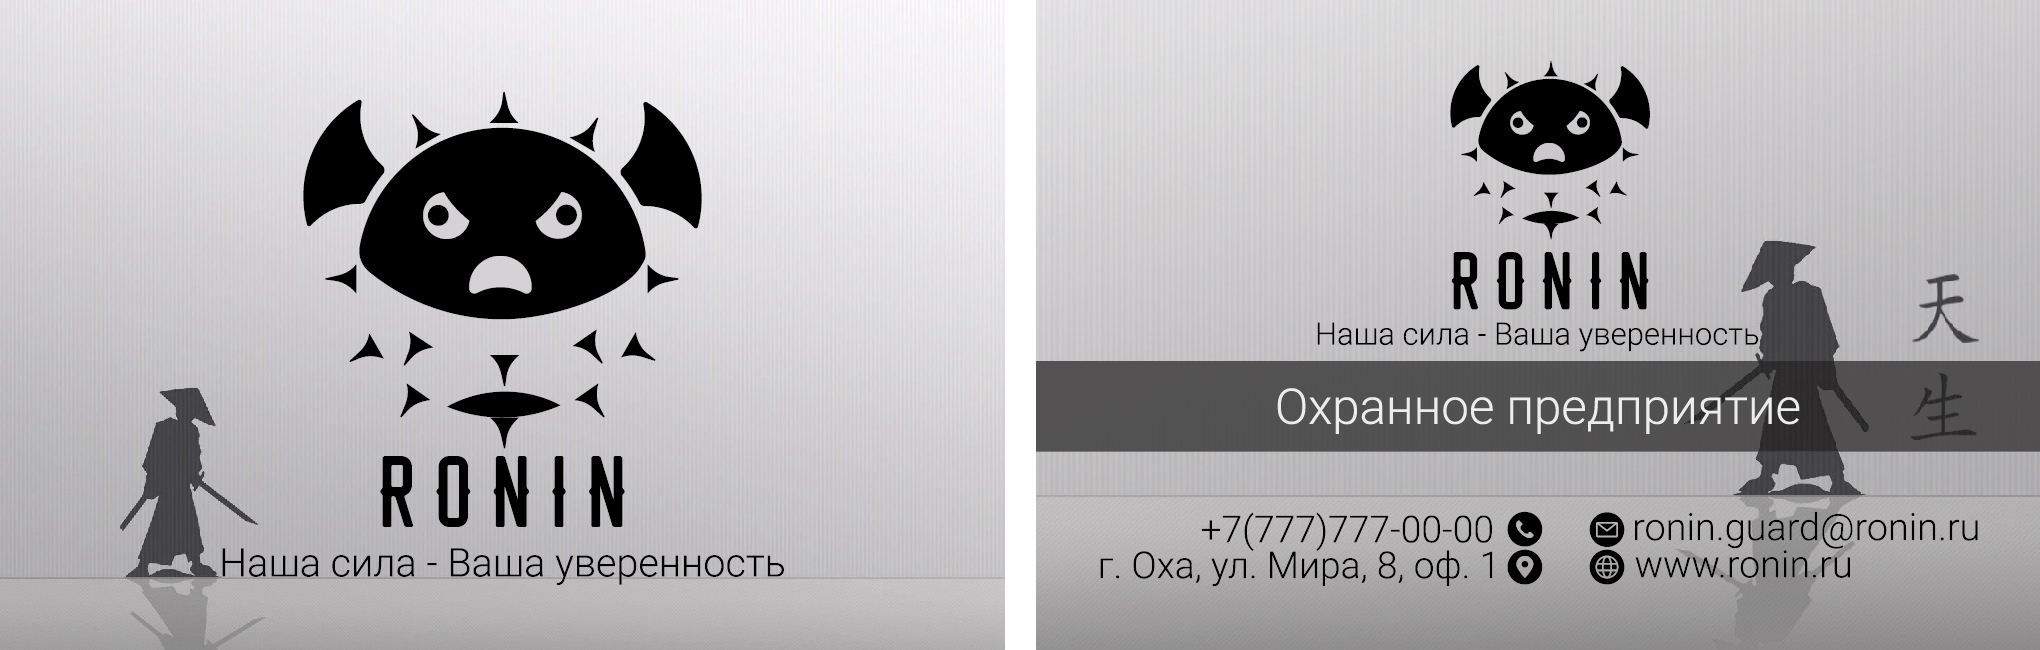 RONIN
Наша сила - Ваша уверенность
RONIN
Наша сила - Ваша уверенность
天
生
Охранное предприятие
+7(777)777-00-00
г. Оха, ул. Мира, 8, оф. 1
ronin.guard@ronin.ru
www.ronin.ru